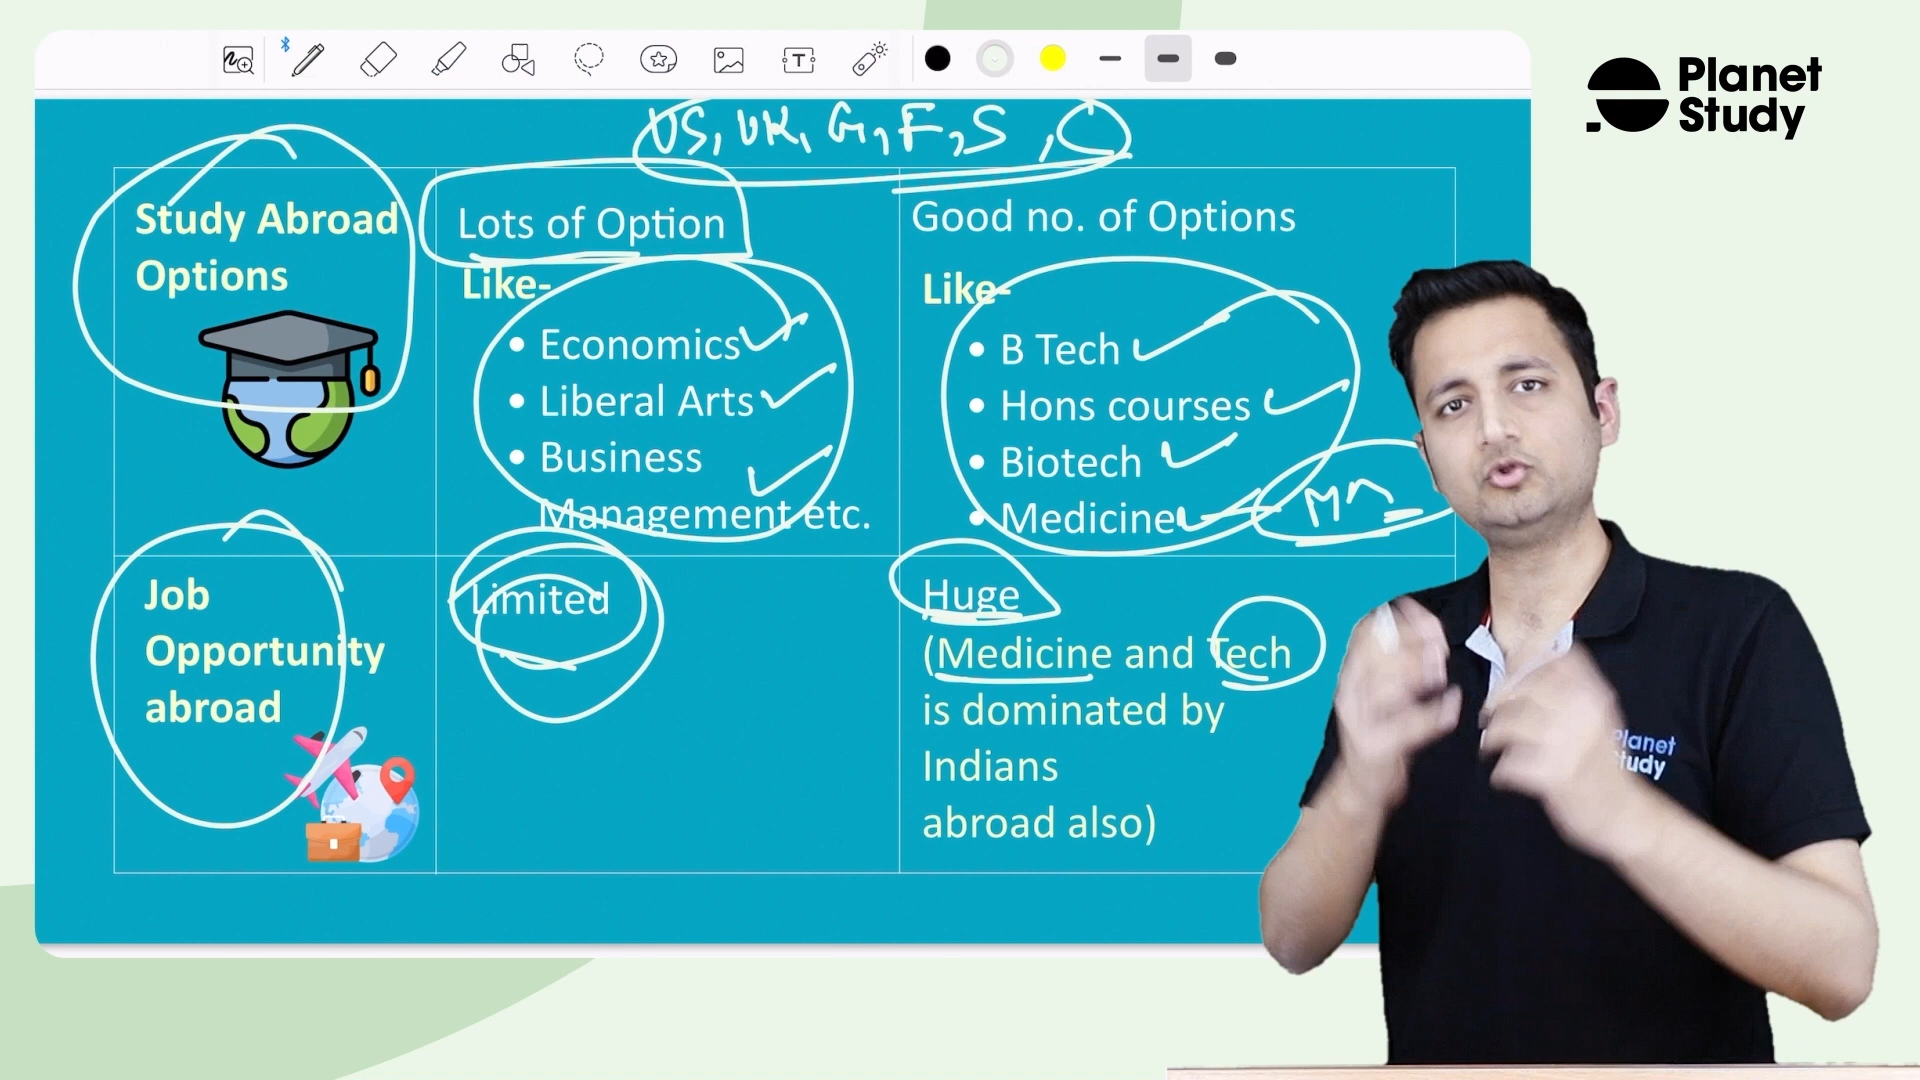 Planet
Study
US, UK, G, F, S, C
Study Abroad
Options
Lots of Option
Like-
• Economics
• Liberal Arts
• Business
Management etc.
Good no. of Options
Like-
• B Tech
• Hons courses
• Biotech
• Medicine
Job
Opportunity
abroad
Limited
Huge
(Medicine and Tech
is dominated by
Indians
abroad also)
Planet
Study